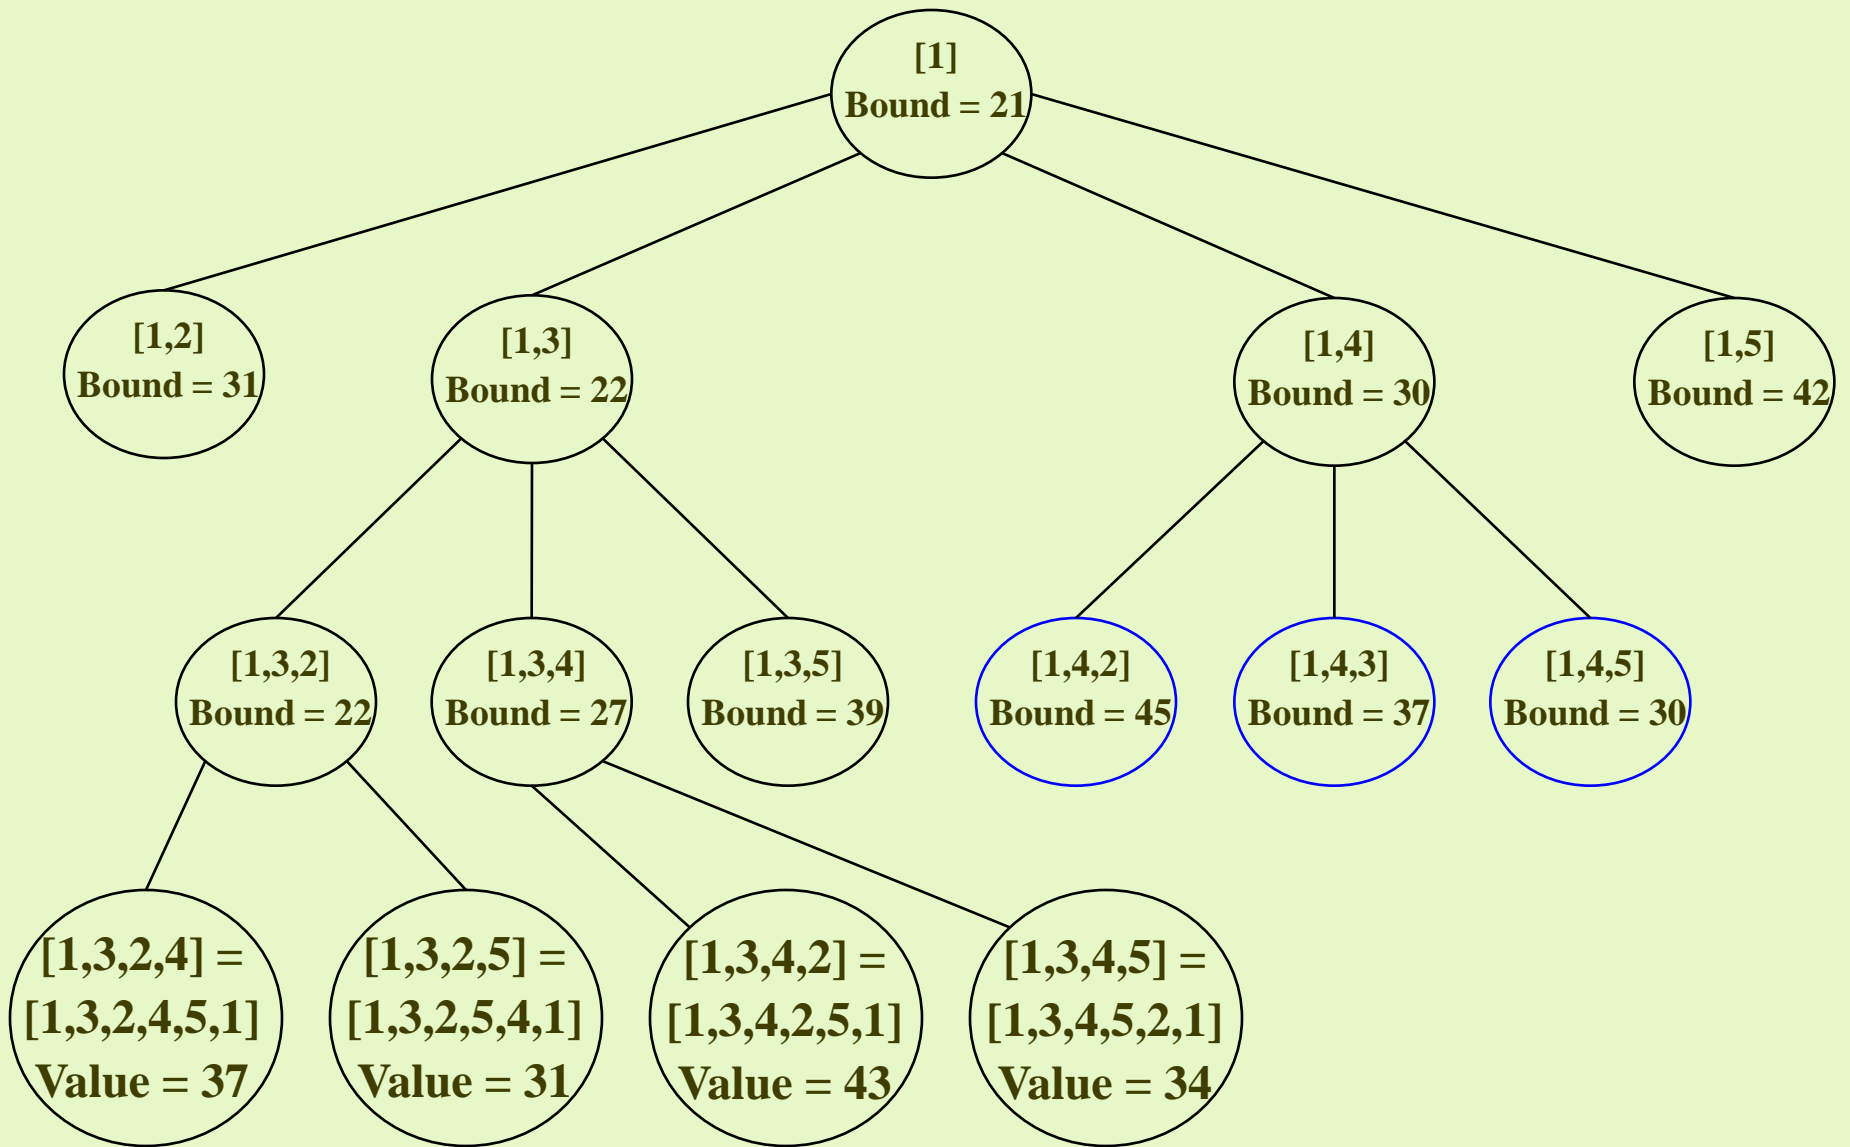 [1]
Bound = 21
[1,2]
Bound = 31
[1,3]
Bound = 22
[1,4]
Bound = 30
[1,5]
Bound = 42
[1,3,2]
Bound = 22
[1,3,4]
Bound = 27
[1,3,5]
Bound = 39
[1,4,2]
Bound = 45
[1,4,3]
Bound = 37
[1,4,5]
Bound = 30
[1,3,2,4] =
[1,3,2,4,5,1]
Value = 37
[1,3,2,5] =
[1,3,2,5,4,1]
Value = 31
[1,3,4,2] =
[1,3,4,2,5,1]
Value = 43
[1,3,4,5] =
[1,3,4,5,2,1]
Value = 34